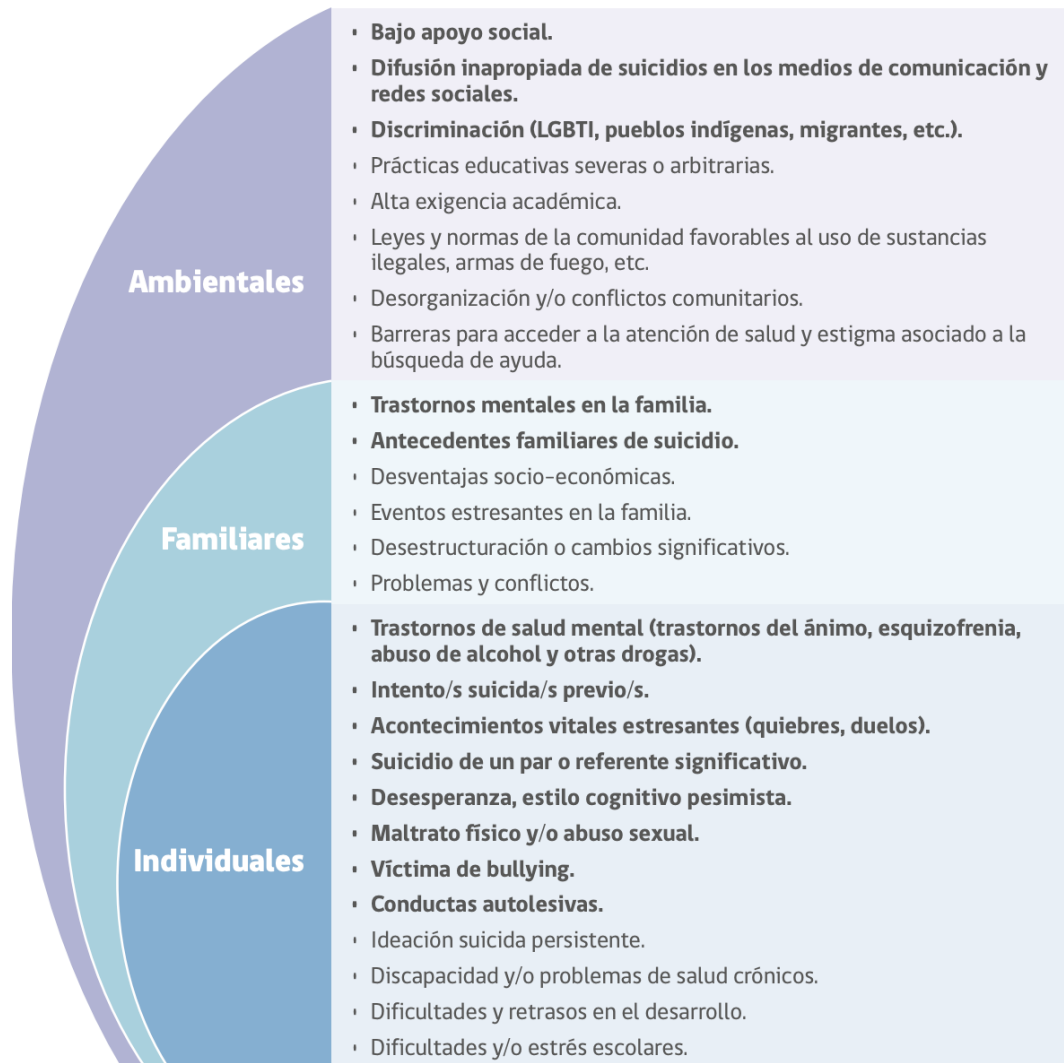 Ambientales
· Bajo apoyo social.
· Difusión inapropiada de suicidios en los medios de comunicación y
redes sociales.
· Discriminación (LGBTI, pueblos indígenas, migrantes, etc.).
· Prácticas educativas severas o arbitrarias.
· Alta exigencia académica.
· Leyes y normas de la comunidad favorables al uso de sustancias
ilegales, armas de fuego, etc.
· Desorganización y/o conflictos comunitarios.
· Barreras para acceder a la atención de salud y estigma asociado a la
búsqueda de ayuda.
Familiares
· Trastornos mentales en la familia.
· Antecedentes familiares de suicidio.
· Desventajas socio-económicas.
· Eventos estresantes en la familia.
· Desestructuración o cambios significativos.
· Problemas y conflictos.
Individuales
· Trastornos de salud mental (trastornos del ánimo, esquizofrenia,
abuso de alcohol y otras drogas).
· Intento/s suicida/s previo/s.
· Acontecimientos vitales estresantes (quiebres, duelos).
· Suicidio de un par o referente significativo.
· Desesperanza, estilo cognitivo pesimista.
· Maltrato físico y/o abuso sexual.
· Víctima de bullying.
· Conductas autolesivas.
· Ideación suicida persistente.
· Discapacidad y/o problemas de salud crónicos.
· Dificultades y retrasos en el desarrollo.
· Dificultades y/o estrés escolares.